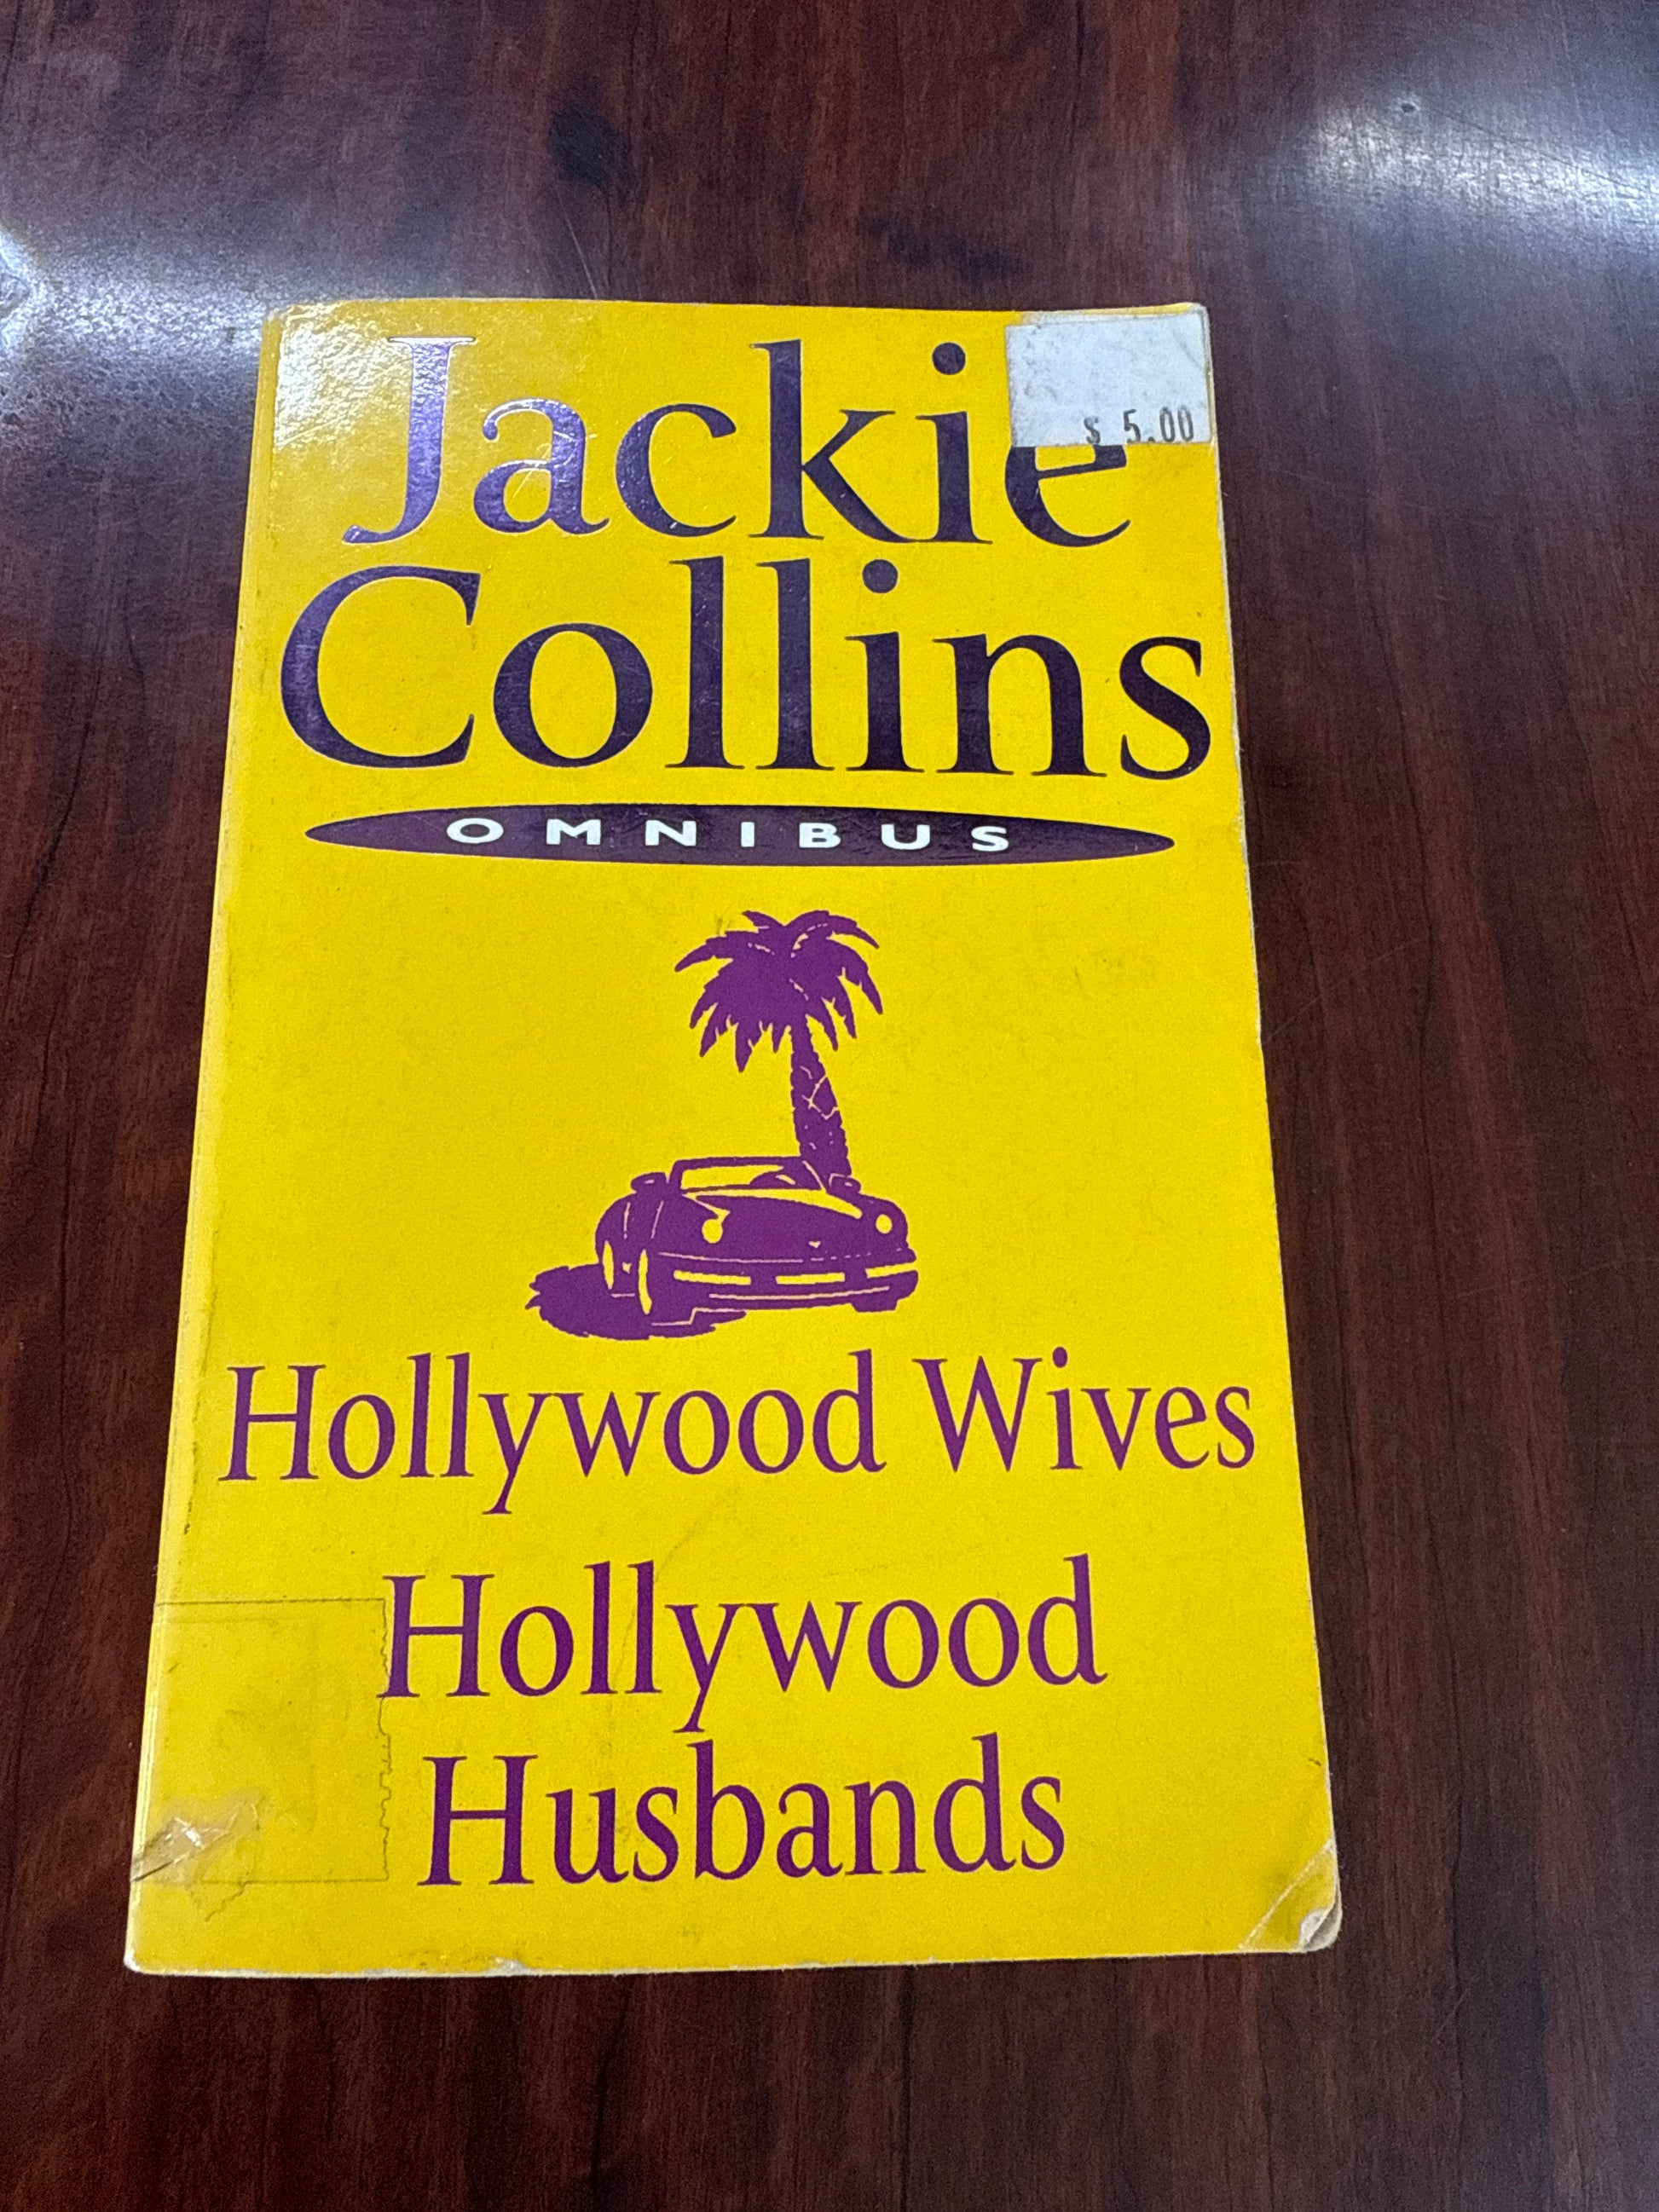 $ 5.00
Jackie
Collins
OMNIBUS
Hollywood Wives
Hollywood
Husbands